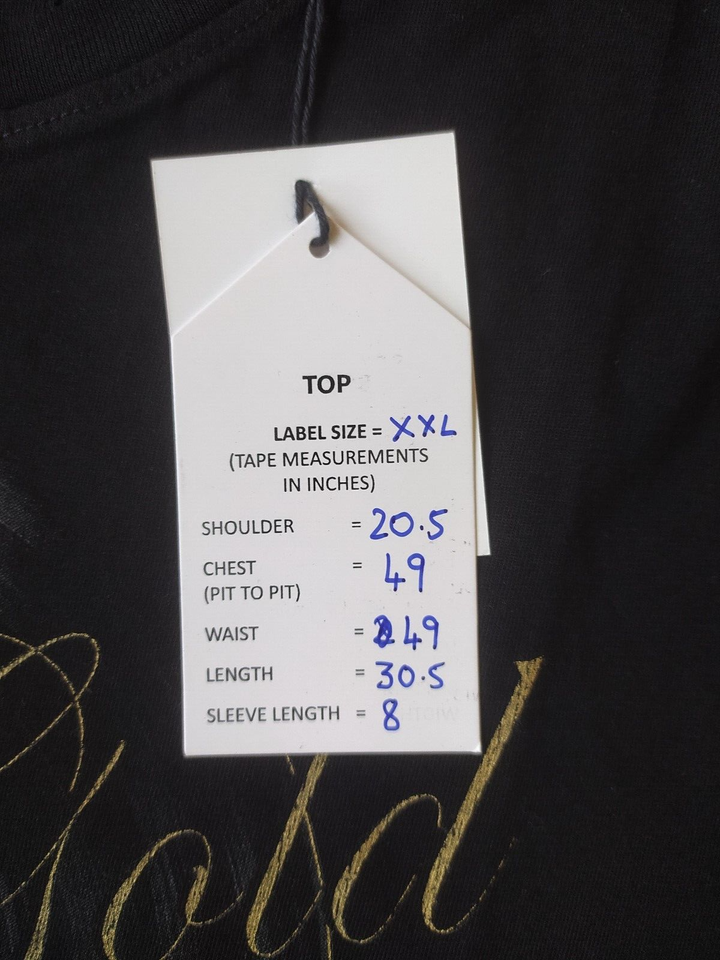 TOP
LABEL SIZE = XXL
(TAPE MEASUREMENTS
IN INCHES)
SHOULDER = 20.5
CHEST = 49
(PIT TO PIT)
WAIST = 49
LENGTH = 30.5
SLEEVE LENGTH = 8
Gold